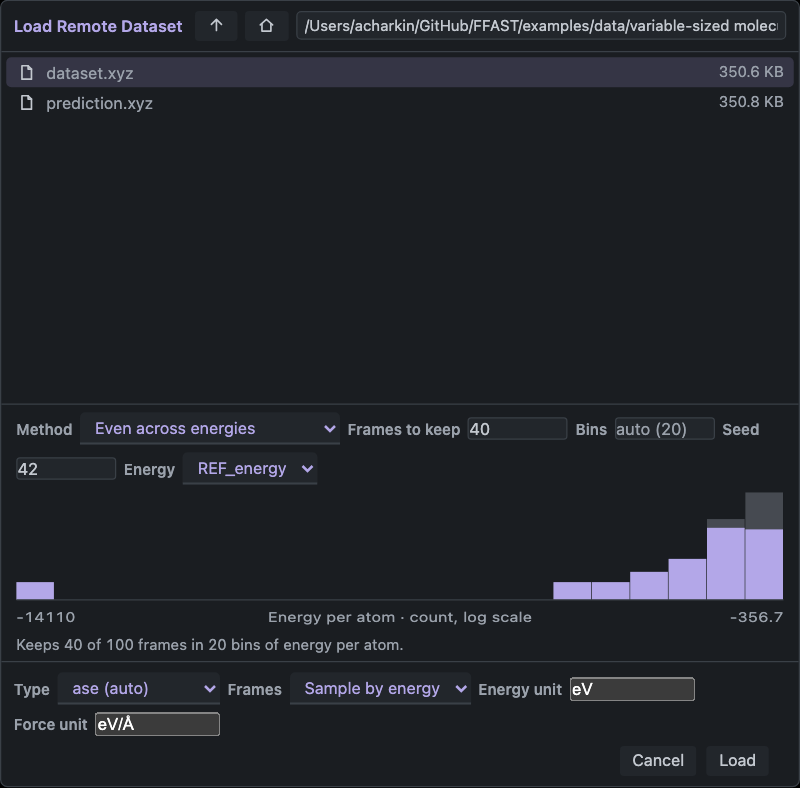 Load Remote Dataset /Users/acharkin/GitHub/FFAST/examples/data/variable-sized
dataset.xyz 350.6 KB
prediction.xyz 350.8 KB
Method Even across energies Frames to keep 40 Bins auto (20) Seed
42 Energy REF_energy
-14110 Energy per atom · count, log scale -356.7
Keeps 40 of 100 frames in 20 bins of energy per atom.
Type ase (auto) Frames Sample by energy Energy unit eV
Force unit eV/Å
Cancel Load